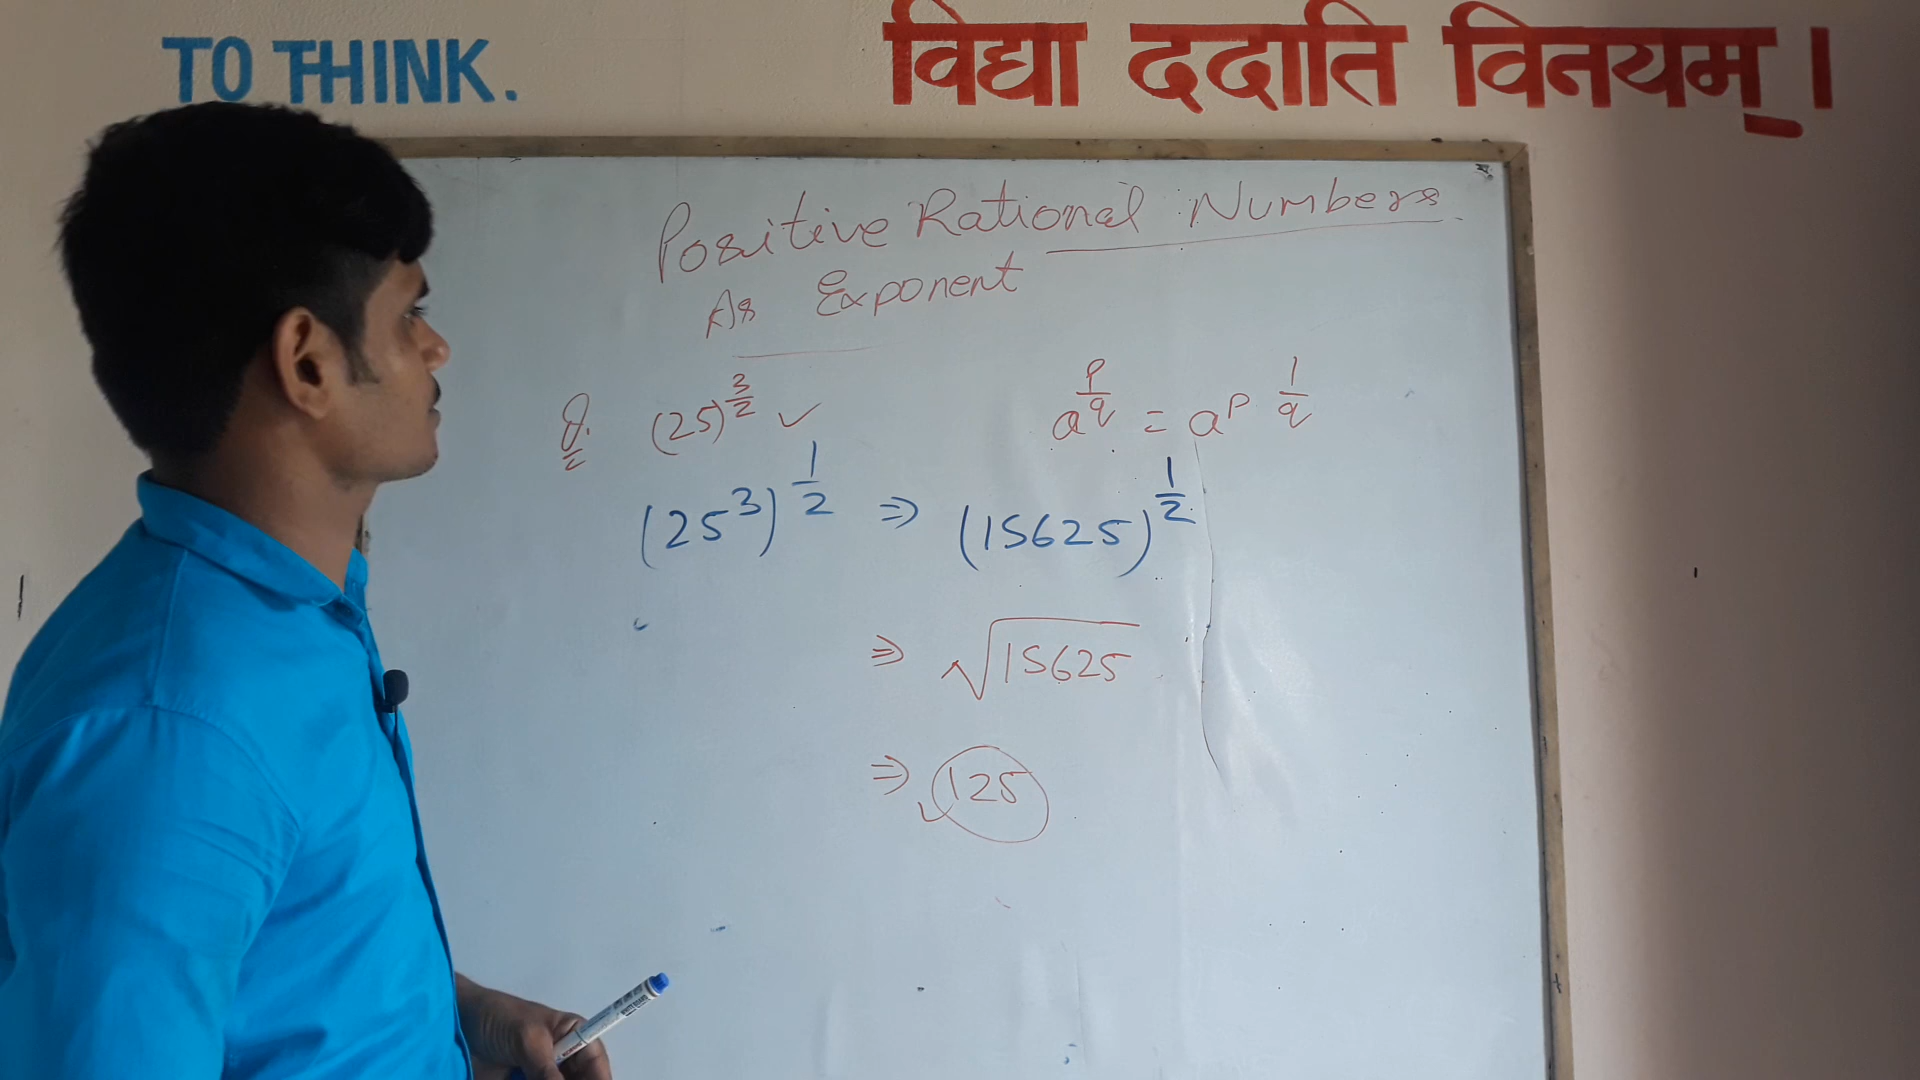 TO THINK.
विद्या ददाति विनयम् ।
Positive Rational Numbers
As Exponent
Q. (25)^(3/2) ✓
a^(p/q) = a^p ^(1/q)
(25^3)^(1/2) ⇒ (15625)^(1/2)
⇒ √15625
⇒ 125